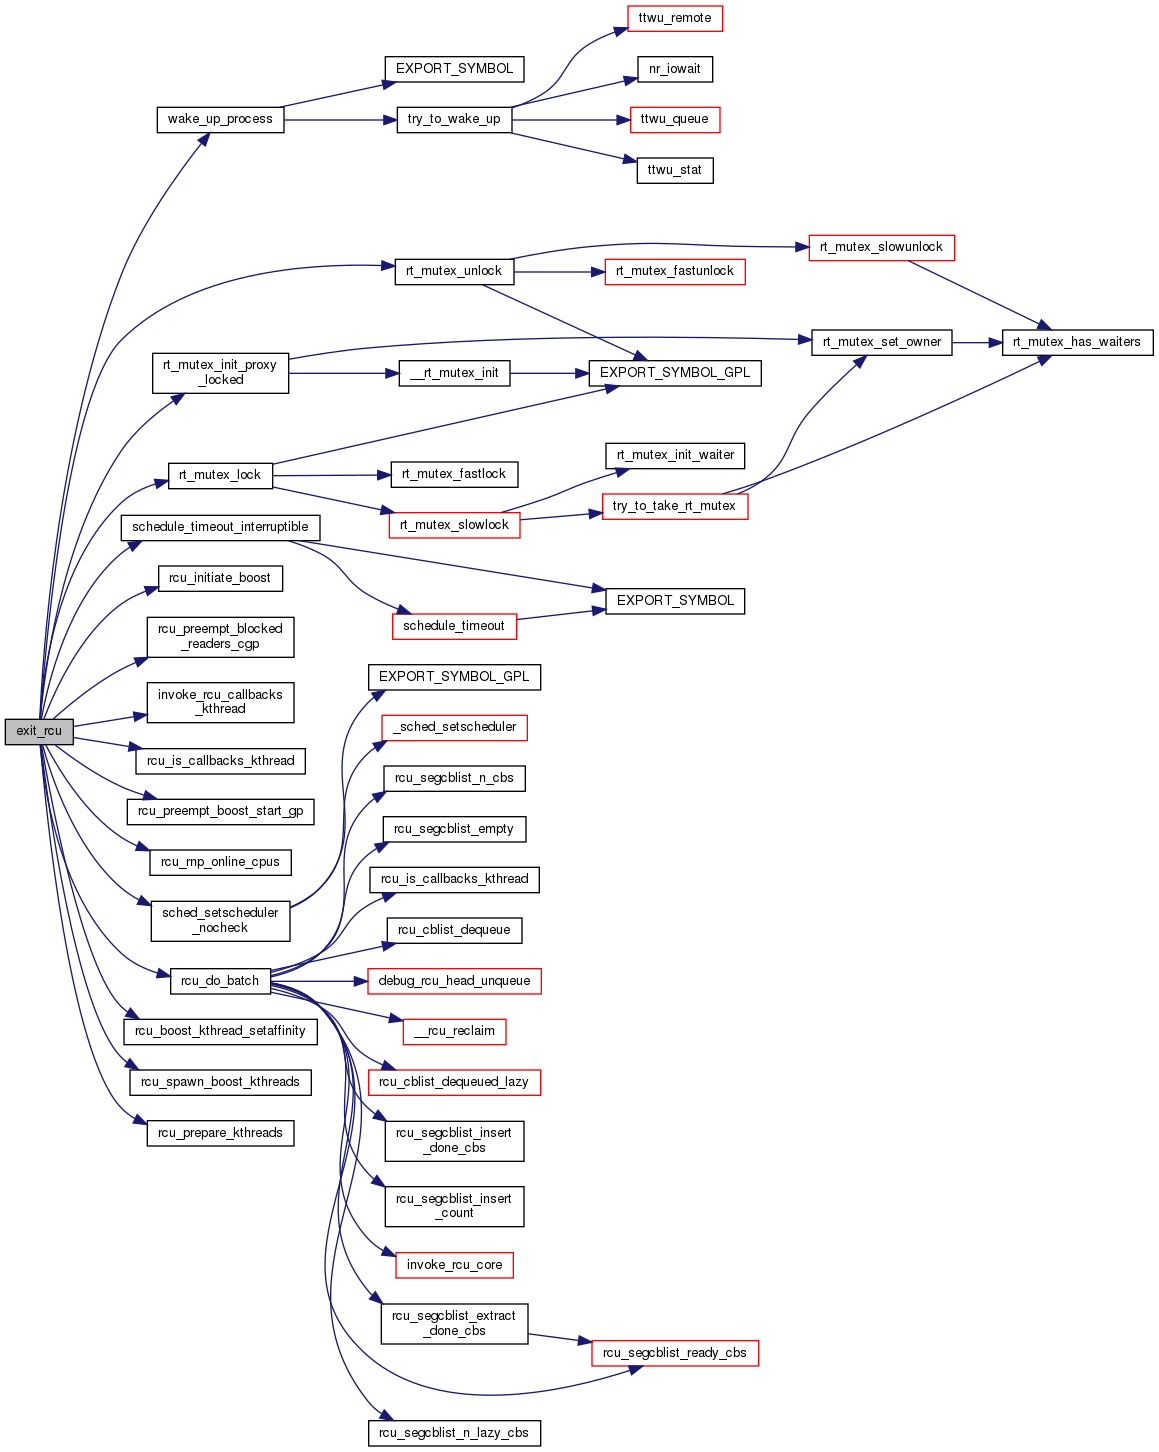 ttwu_remote
EXPORT_SYMBOL
nr_iowait
wake_up_process
try_to_wake_up
ttwu_queue
ttwu_stat
rt_mutex_slowunlock
rt_mutex_unlock
rt_mutex_fastunlock
rt_mutex_set_owner
rt_mutex_has_waiters
rt_mutex_init_proxy
_locked
__rt_mutex_init
EXPORT_SYMBOL_GPL
rt_mutex_init_waiter
rt_mutex_lock
rt_mutex_fastlock
try_to_take_rt_mutex
rt_mutex_slowlock
schedule_timeout_interruptible
rcu_initiate_boost
EXPORT_SYMBOL
schedule_timeout
rcu_preempt_blocked
_readers_cgp
EXPORT_SYMBOL_GPL
invoke_rcu_callbacks
_kthread
exit_rcu
_sched_setscheduler
rcu_is_callbacks_kthread
rcu_segcblist_n_cbs
rcu_preempt_boost_start_gp
rcu_segcblist_empty
rcu_rnp_online_cpus
rcu_is_callbacks_kthread
sched_setscheduler
_nocheck
rcu_cblist_dequeue
rcu_do_batch
debug_rcu_head_unqueue
rcu_boost_kthread_setaffinity
__rcu_reclaim
rcu_spawn_boost_kthreads
rcu_cblist_dequeued_lazy
rcu_prepare_kthreads
rcu_segcblist_insert
_done_cbs
rcu_segcblist_insert
_count
invoke_rcu_core
rcu_segcblist_extract
_done_cbs
rcu_segcblist_ready_cbs
rcu_segcblist_n_lazy_cbs